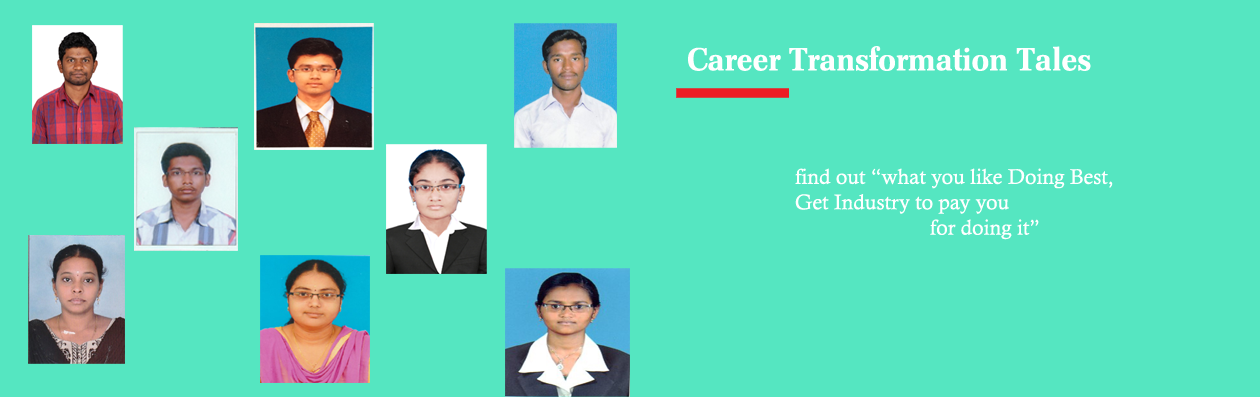 Career Transformation Tales
find out “what you like Doing Best,
Get Industry to pay you
for doing it”